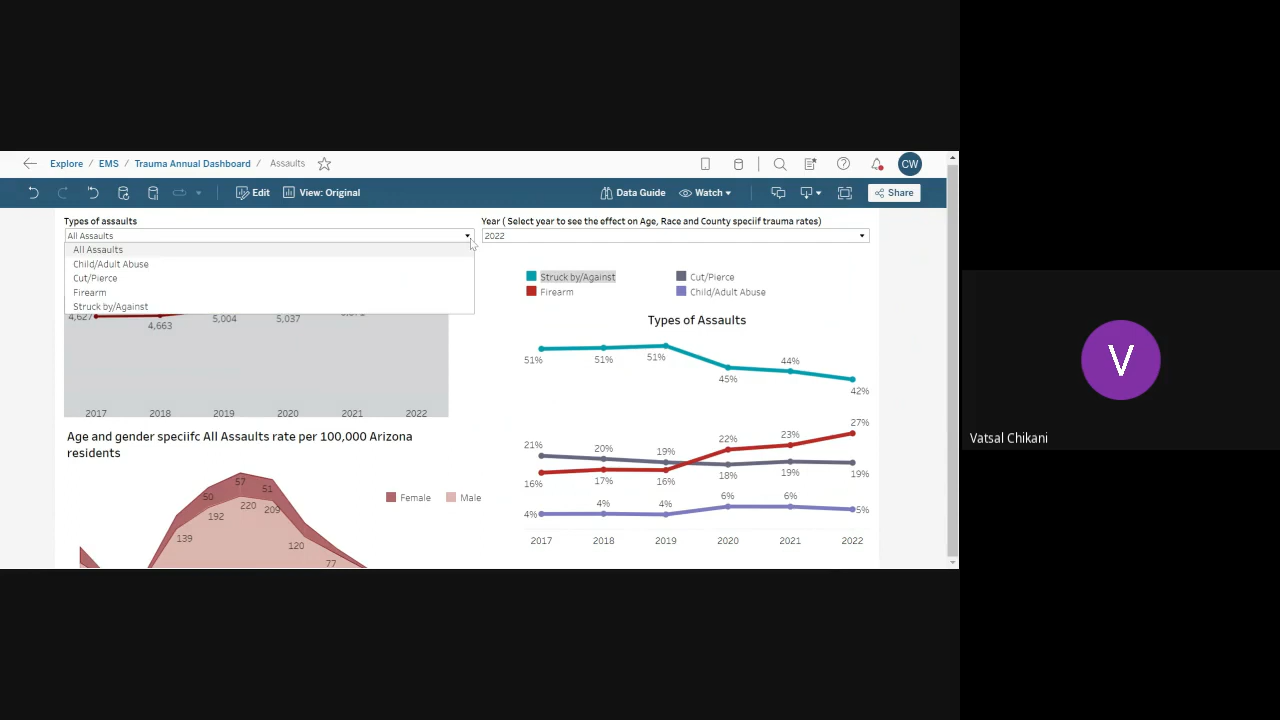 Explore / EMS / Trauma Annual Dashboard / Assaults
CW
Edit
View: Original
Data Guide
Watch
Share
Types of assaults
All Assaults
All Assaults
Child/Adult Abuse
Cut/Pierce
Firearm
Struck by/Against
Year ( Select year to see the effect on Age, Race and County speciif trauma rates)
2022
4,627
4,663
5,004
5,037
2017 2018 2019 2020 2021 2022
Struck by/Against
Cut/Pierce
Firearm
Child/Adult Abuse
Types of Assaults
51% 51% 51% 45% 44% 42%
21% 20% 19% 18% 19% 19%
16% 17% 16% 22% 23% 27%
4% 4% 4% 6% 6% 5%
2017 2018 2019 2020 2021 2022
Age and gender speciifc All Assaults rate per 100,000 Arizona
residents
Female
Male
50 57 51
139 192 220 209 120 77
V
Vatsal Chikani